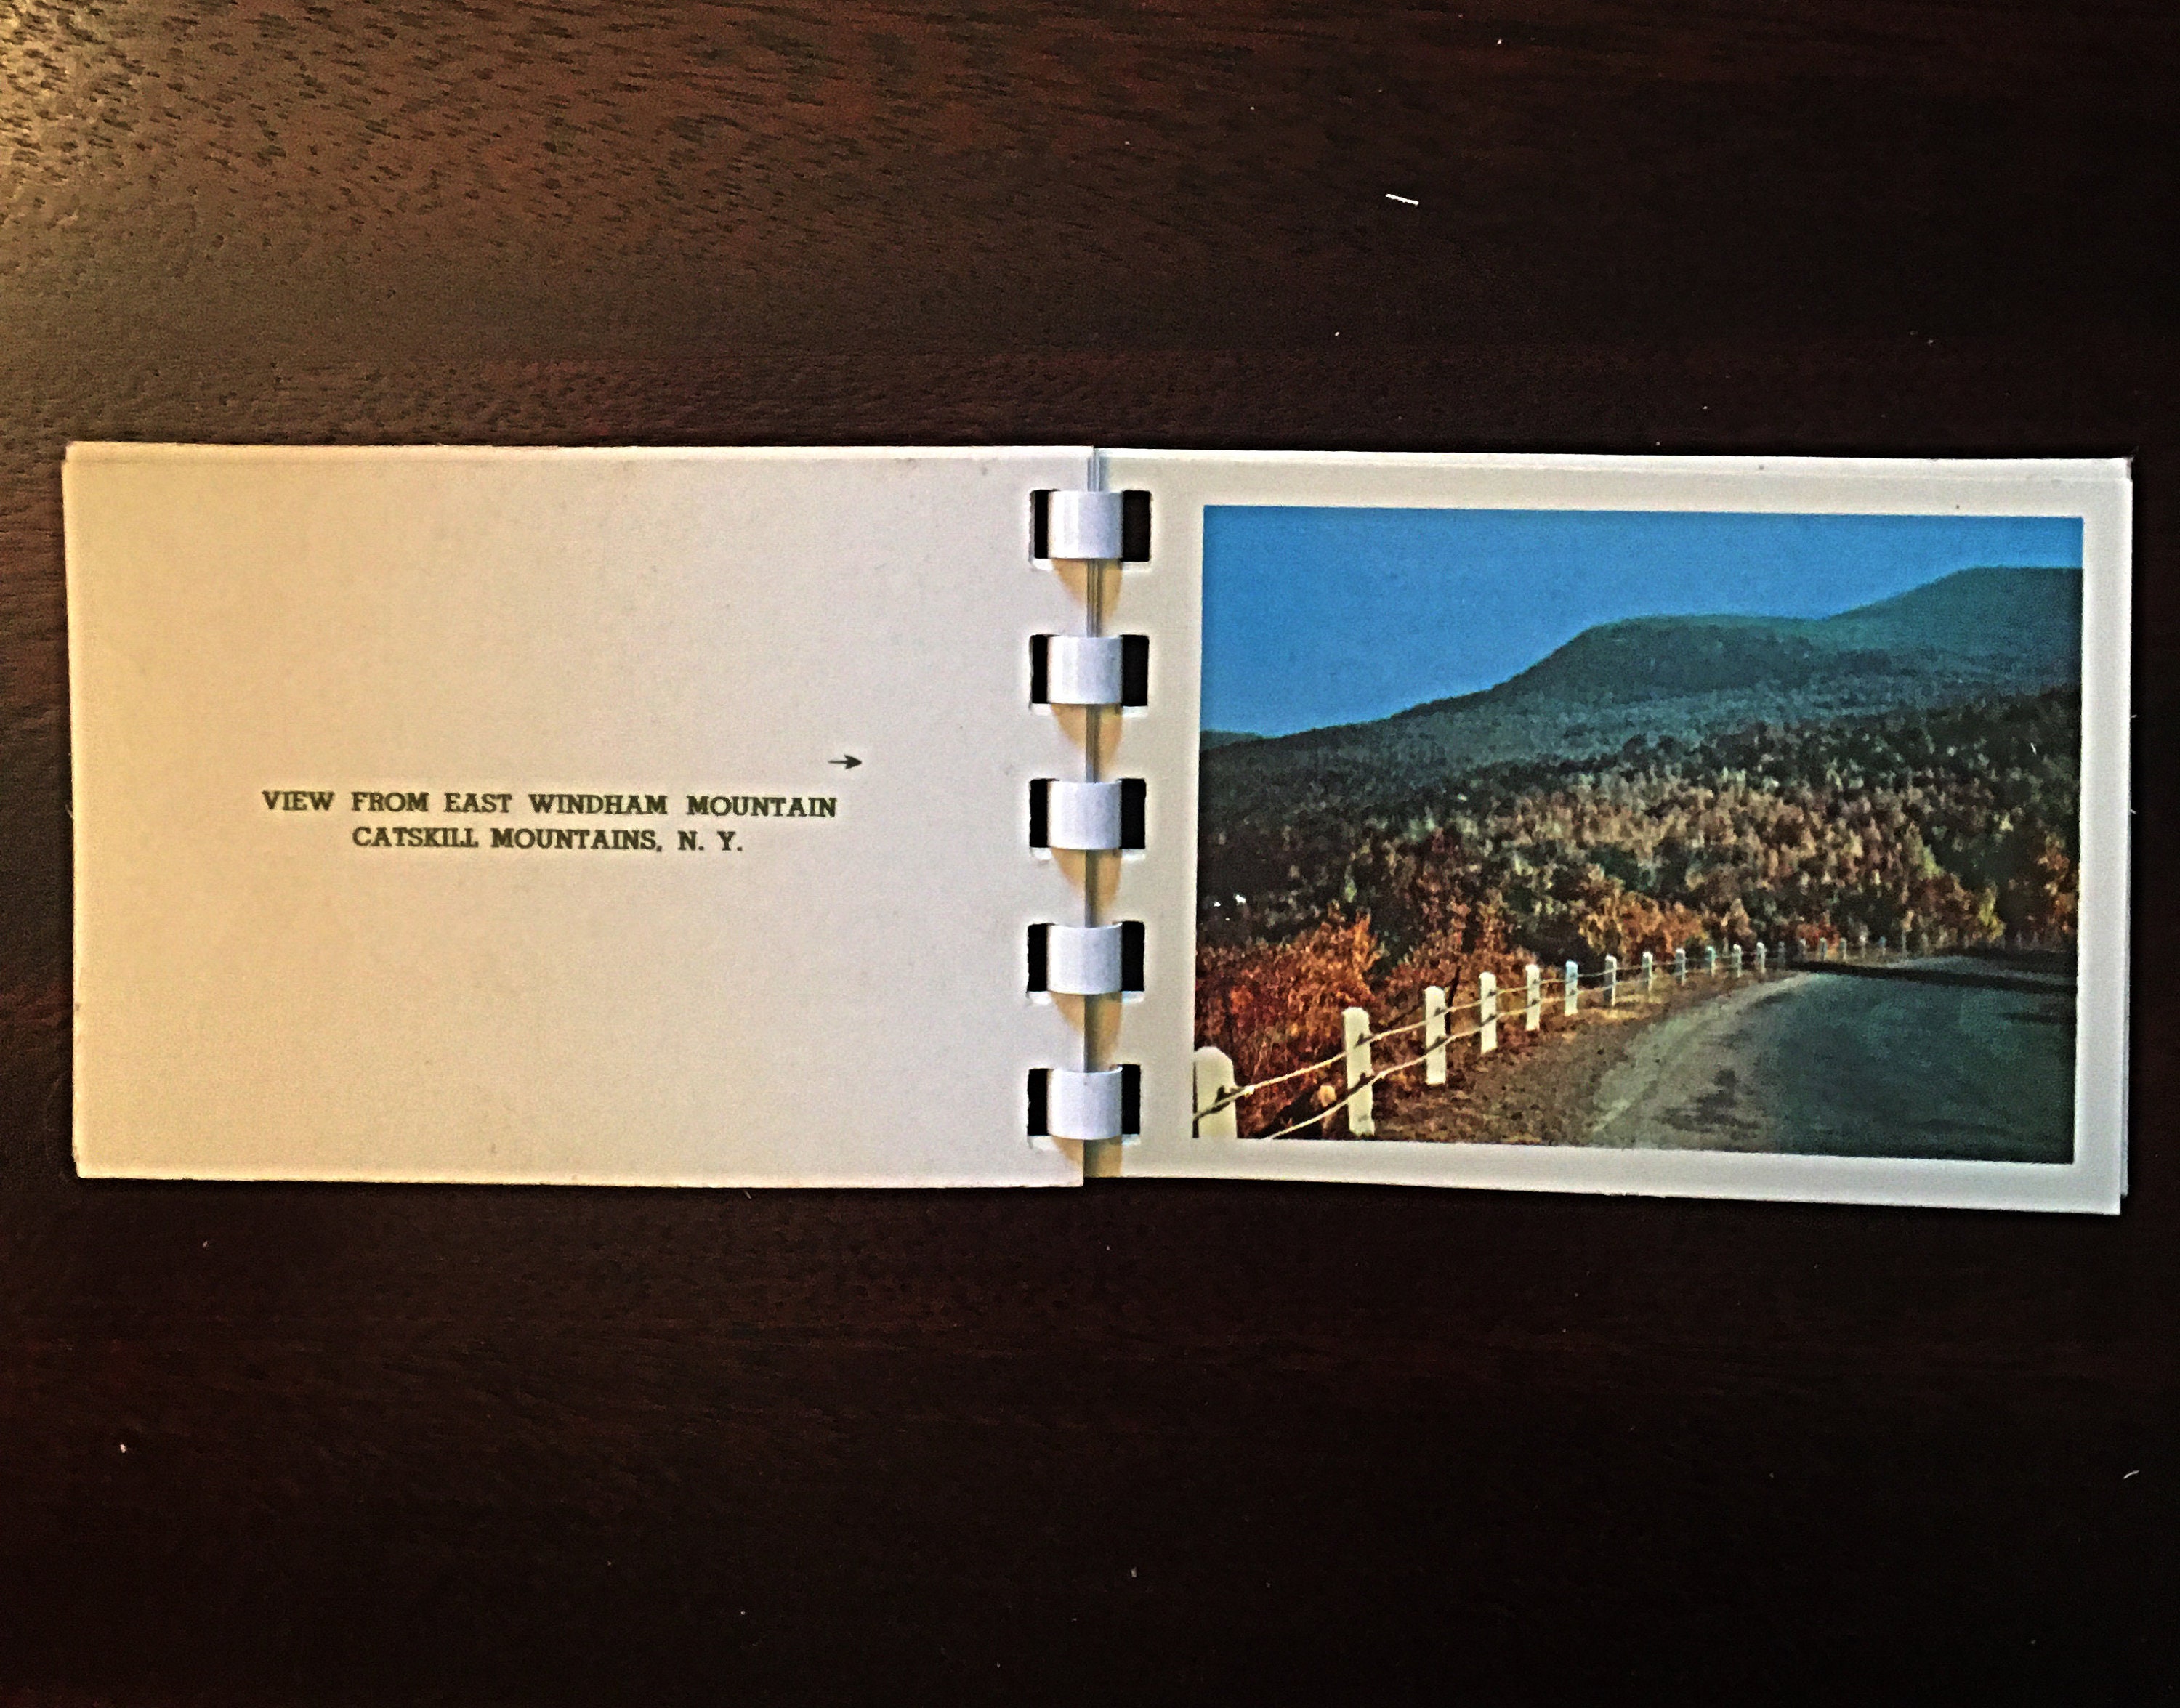 →
VIEW FROM EAST WINDHAM MOUNTAIN
CATSKILL MOUNTAINS, N. Y.